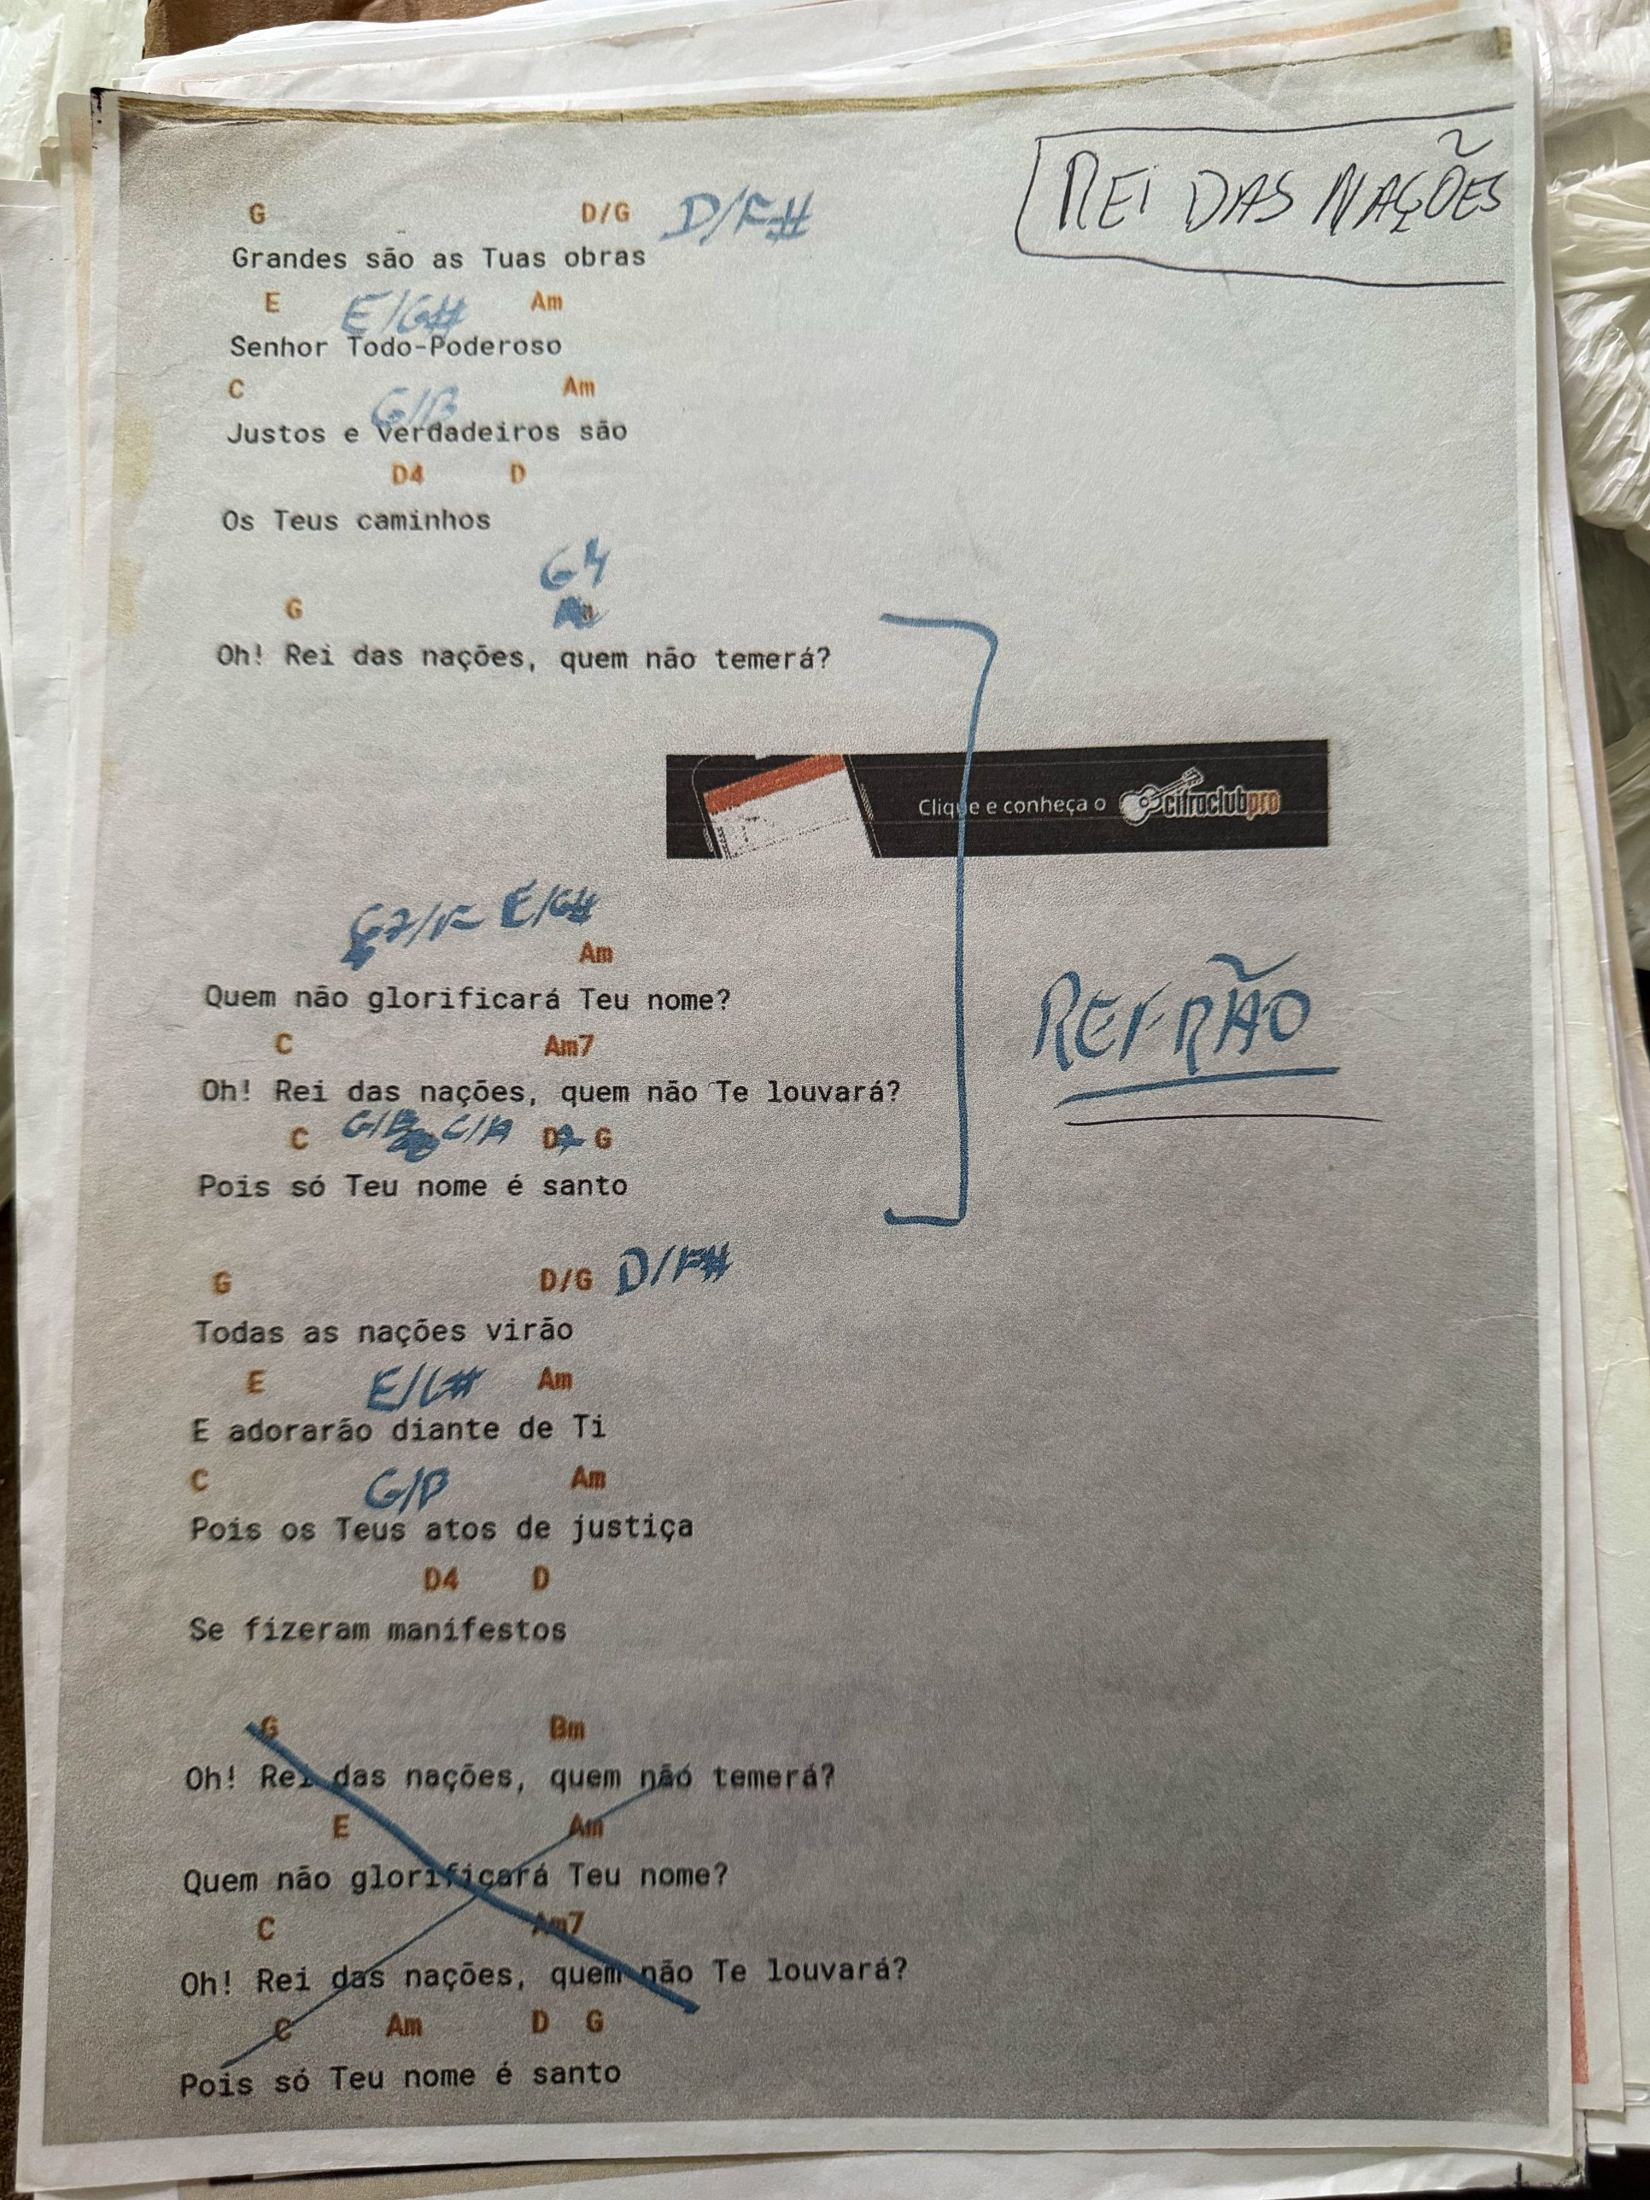 REI DAS NAÇÕES
G D/G D/F#
Grandes são as Tuas obras
E E/G# Am
Senhor Todo-Poderoso
C G/B Am
Justos e verdadeiros são
D4 D
Os Teus caminhos
G4
G
Oh! Rei das nações, quem não temerá?
Clique e conheça o cifraclubpro
G7/F E/G#
Am
Quem não glorificará Teu nome?
REFRÃO
C Am7
Oh! Rei das nações, quem não Te louvará?
C G/B C/A D G
Pois só Teu nome é santo
G D/G D/F#
Todas as nações virão
E Am
E adorarão diante de Ti
C G/B Am
Pois os Teus atos de justiça
D4 D
Se fizeram manifestos
G Bm
Oh! Rei das nações, quem não temerá?
E Am
Quem não glorificará Teu nome?
C Am7
Oh! Rei das nações, quem não Te louvará?
C Am D G
Pois só Teu nome é santo